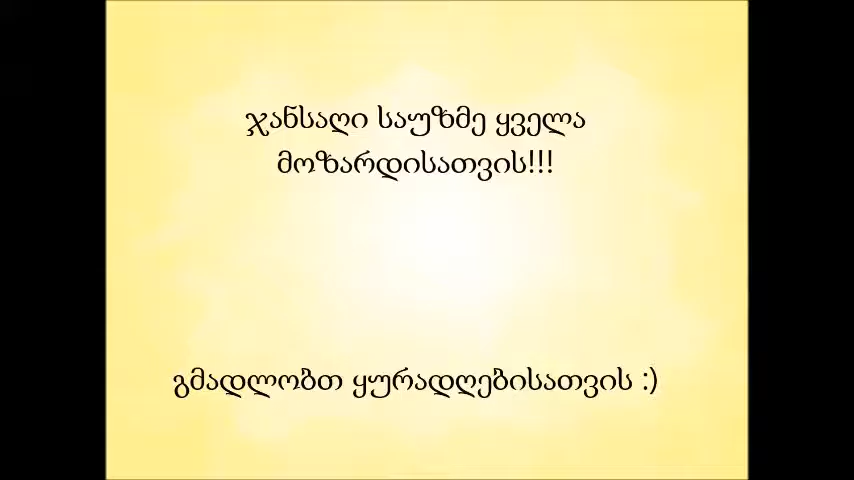 ჯანსაღი საუზმე ყველა
მოზარდისათვის!!!
გმადლობთ ყურადღებისათვის :)